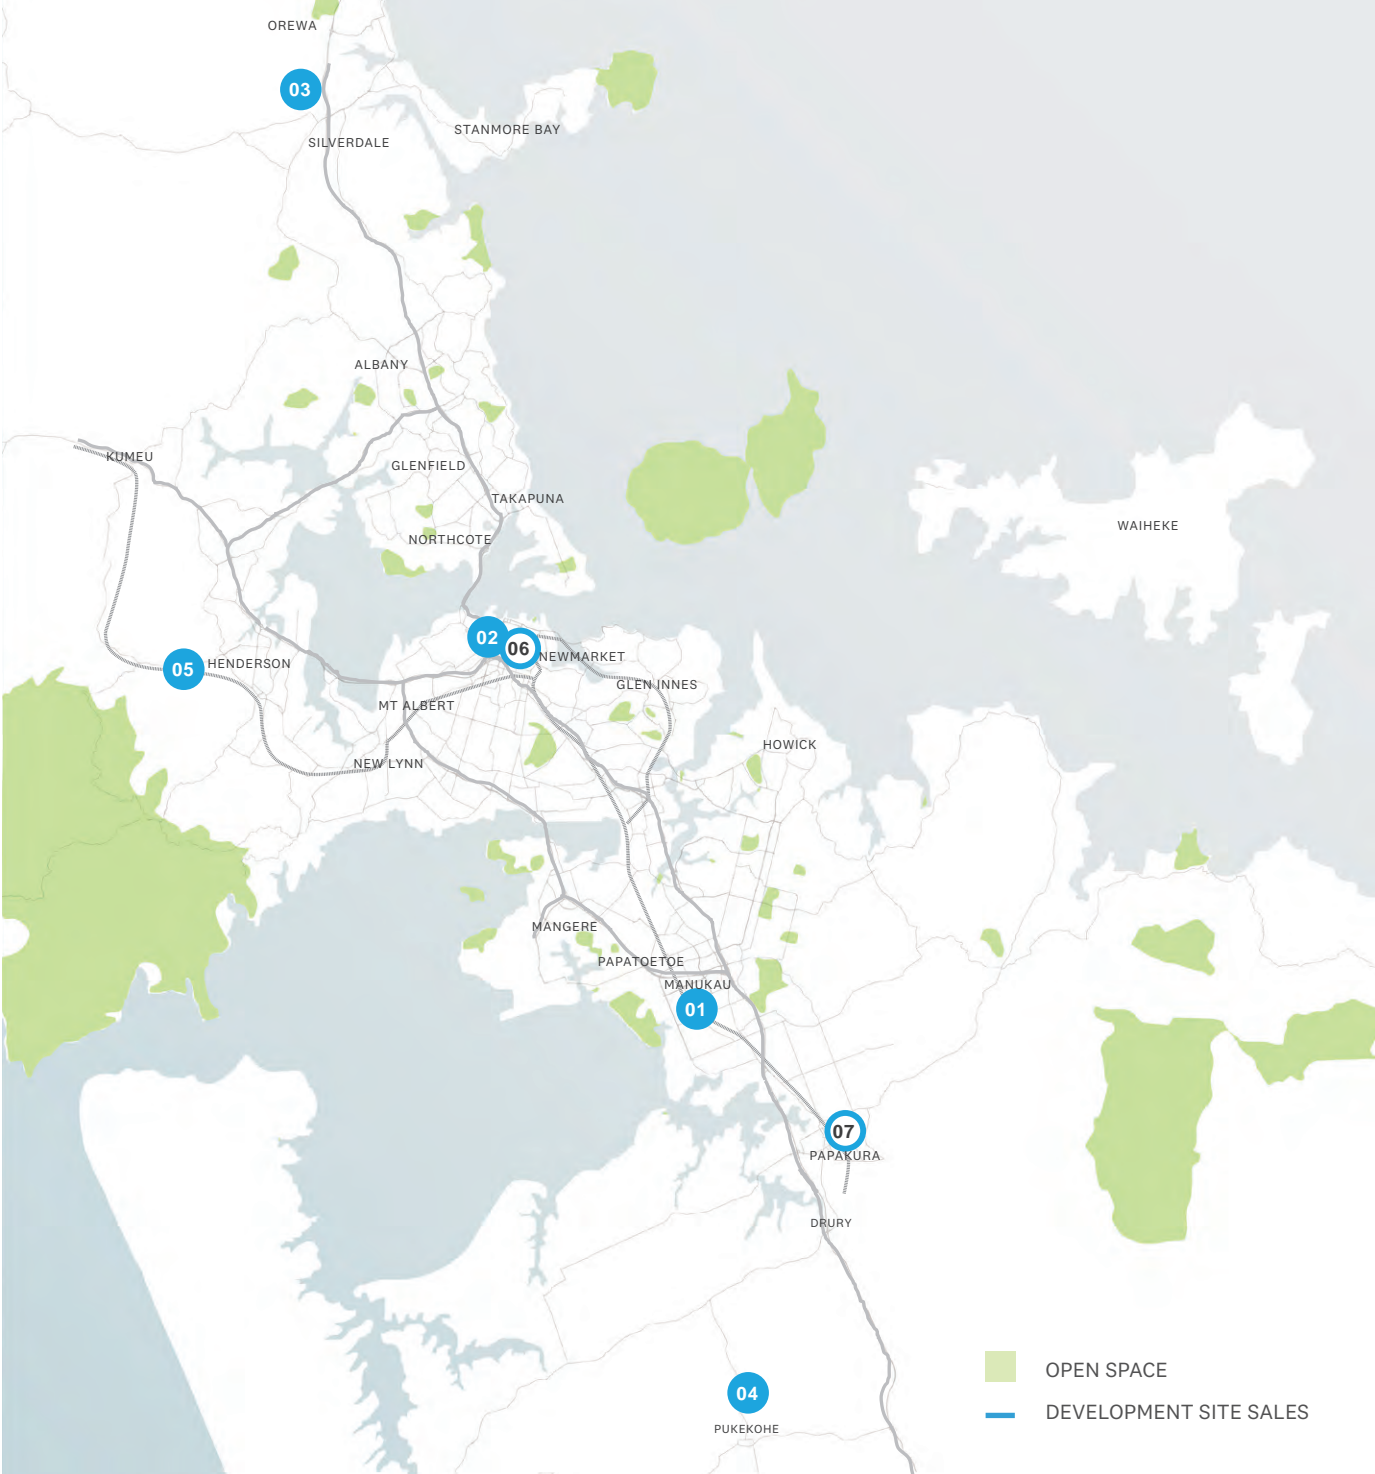 OREWA
03
STANMORE BAY
SILVERDALE
ALBANY
KUMEU
GLENFIELD
TAKAPUNA
WAIHEKE
NORTHCOTE
02
06
NEWMARKET
05
HENDERSON
GLEN INNES
MT ALBERT
HOWICK
NEW LYNN
MANGERE
PAPATOETOE
MANUKAU
01
07
PAPAKURA
DRURY
04
PUKEKOHE
OPEN SPACE
DEVELOPMENT SITE SALES